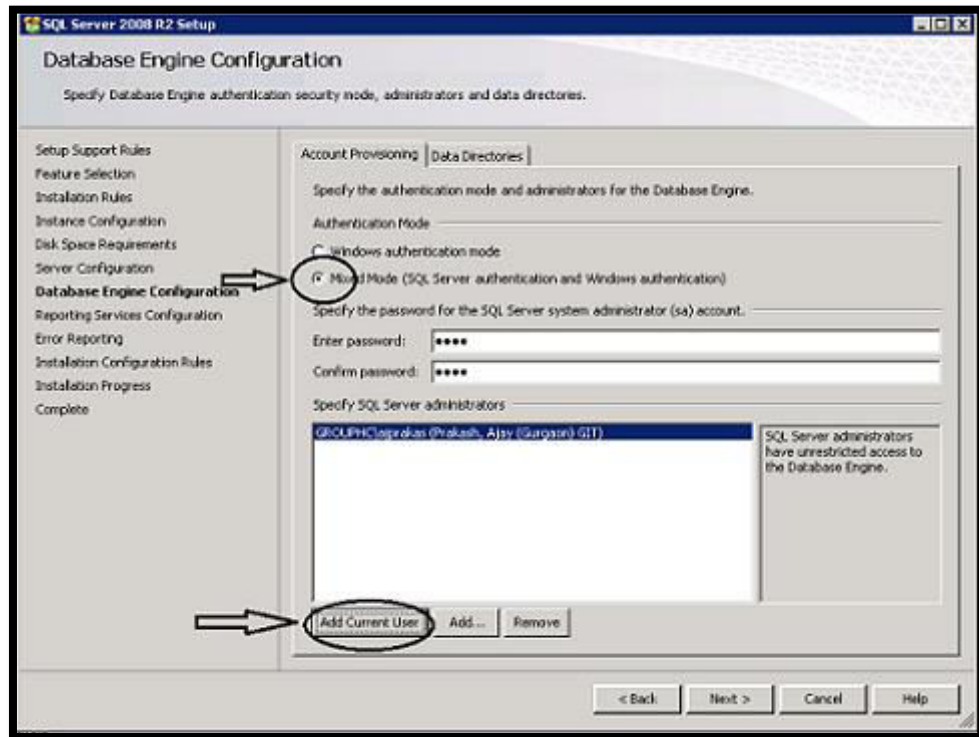 SQL Server 2008 R2 Setup
Database Engine Configuration
Specify Database Engine authentication security mode, administrators and data directories.
Setup Support Rules
Feature Selection
Installation Rules
Instance Configuration
Disk Space Requirements
Server Configuration
Database Engine Configuration
Reporting Services Configuration
Error Reporting
Installation Configuration Rules
Installation Progress
Complete
Account Provisioning
Data Directories
Specify the authentication mode and administrators for the Database Engine.
Authentication Mode
Windows authentication mode
Mixed Mode (SQL Server authentication and Windows authentication)
Specify the password for the SQL Server system administrator (sa) account.
Enter password: ●●●●
Confirm password: ●●●●
Specify SQL Server administrators
(Prakash, Ajay (Gurgaon) GIT)
SQL Server administrators
have unrestricted access to
the Database Engine.
Add Current User
Add...
Remove
< Back
Next >
Cancel
Help